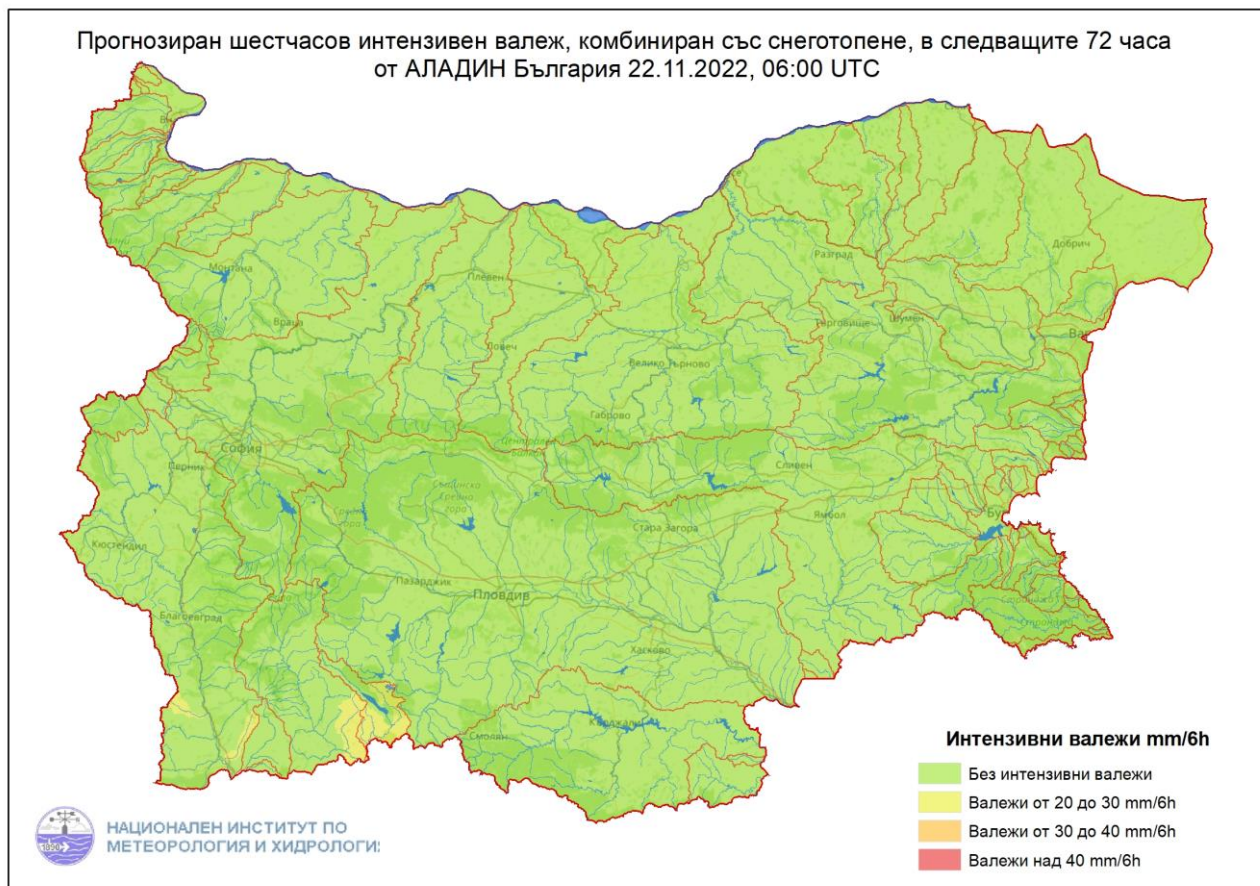 Прогнозиран шестчасов интензивен валеж, комбиниран със снеготопене, в следващите 72 часа
от АЛАДИН България 22.11.2022, 06:00 UTC
Добрич
Монтана
Разград
Плевен
Враца
Търговище
Шумен
Вар
Ловеч
Велико Търново
Габрово
София
Перник
Сливен
Стара Загора
Ямбол
Бу
Кюстендил
Пазарджик
Пловдив
Благоевград
Хасково
Смолян
Кърджали
Интензивни валежи mm/6h
Без интензивни валежи
Валежи от 20 до 30 mm/6h
Валежи от 30 до 40 mm/6h
Валежи над 40 mm/6h
НАЦИОНАЛЕН ИНСТИТУТ ПО
МЕТЕОРОЛОГИЯ И ХИДРОЛОГИ